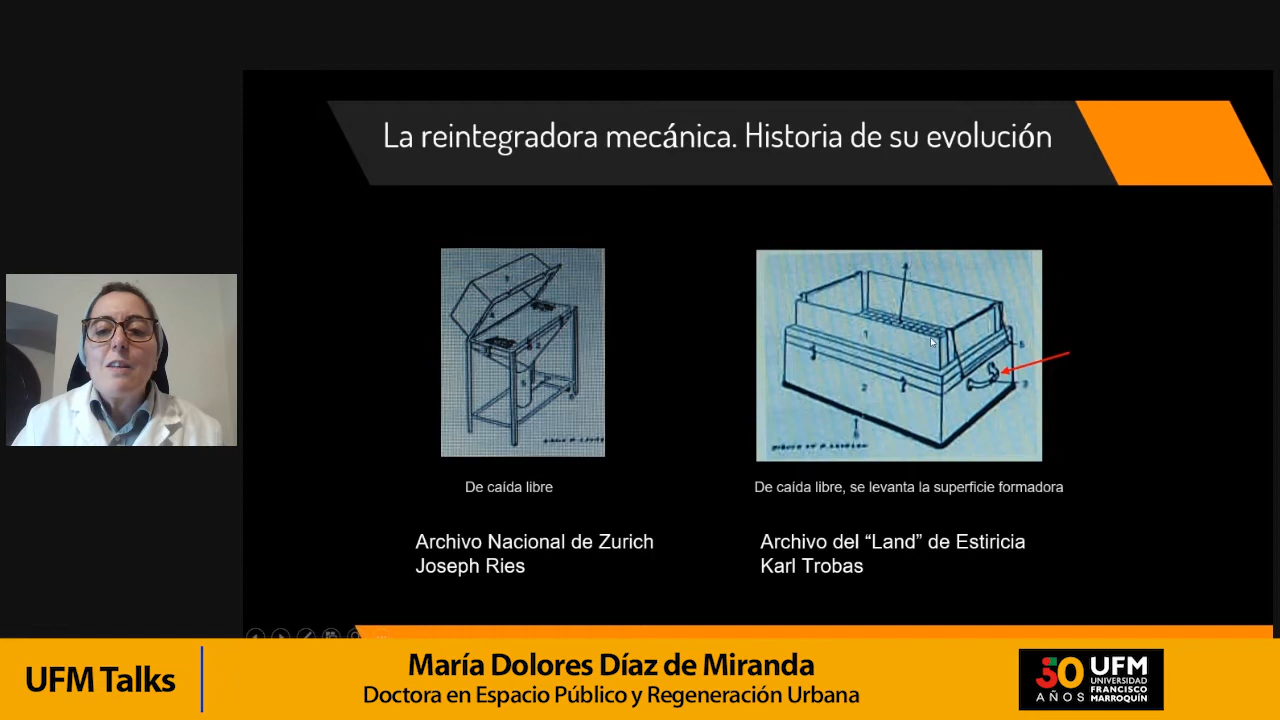 La reintegradora mecánica. Historia de su evolución
De caída libre
De caída libre, se levanta la superficie formadora
Archivo Nacional de Zurich
Joseph Ries
Archivo del “Land” de Estiricia
Karl Trobas
UFM Talks
María Dolores Díaz de Miranda
Doctora en Espacio Público y Regeneración Urbana
50
AÑOS
UFM
UNIVERSIDAD
FRANCISCO
MARROQUÍN